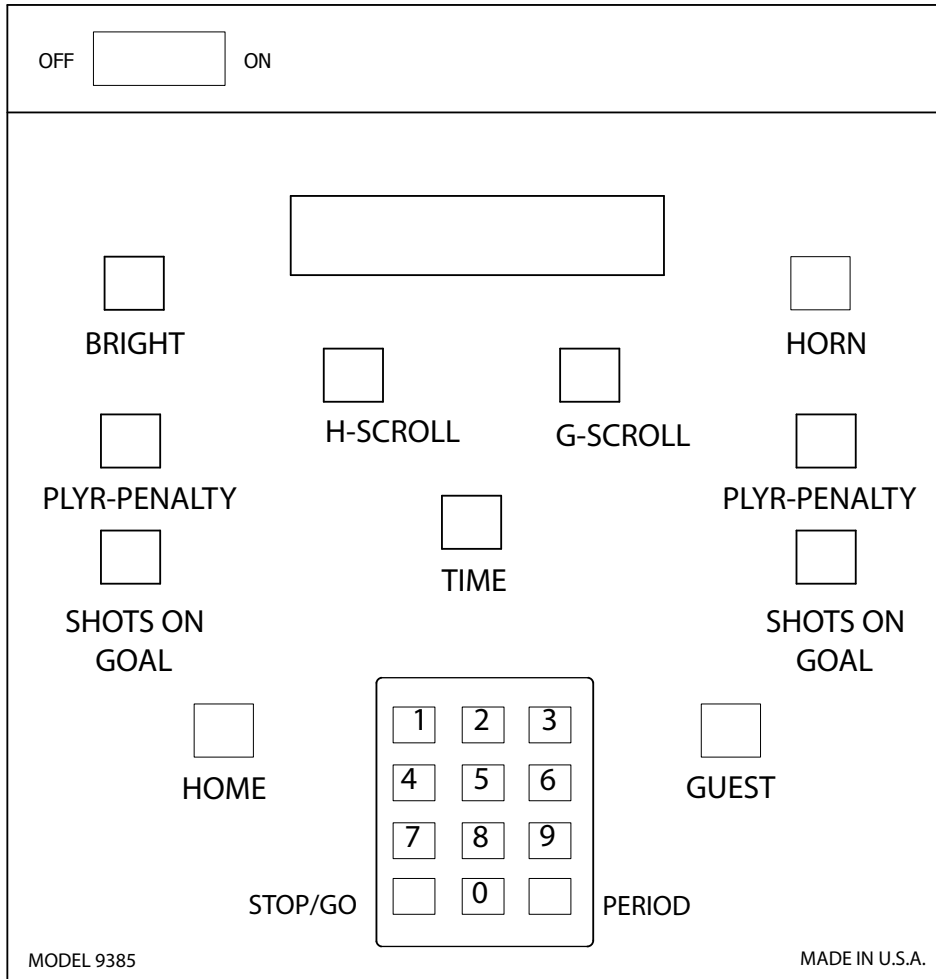 OFF ON
BRIGHT HORN
H-SCROLL G-SCROLL
PLYR-PENALTY PLYR-PENALTY
TIME
SHOTS ON SHOTS ON
GOAL GOAL
1 2 3
HOME GUEST
4 5 6
7 8 9
STOP/GO 0 PERIOD
MODEL 9385 MADE IN U.S.A.